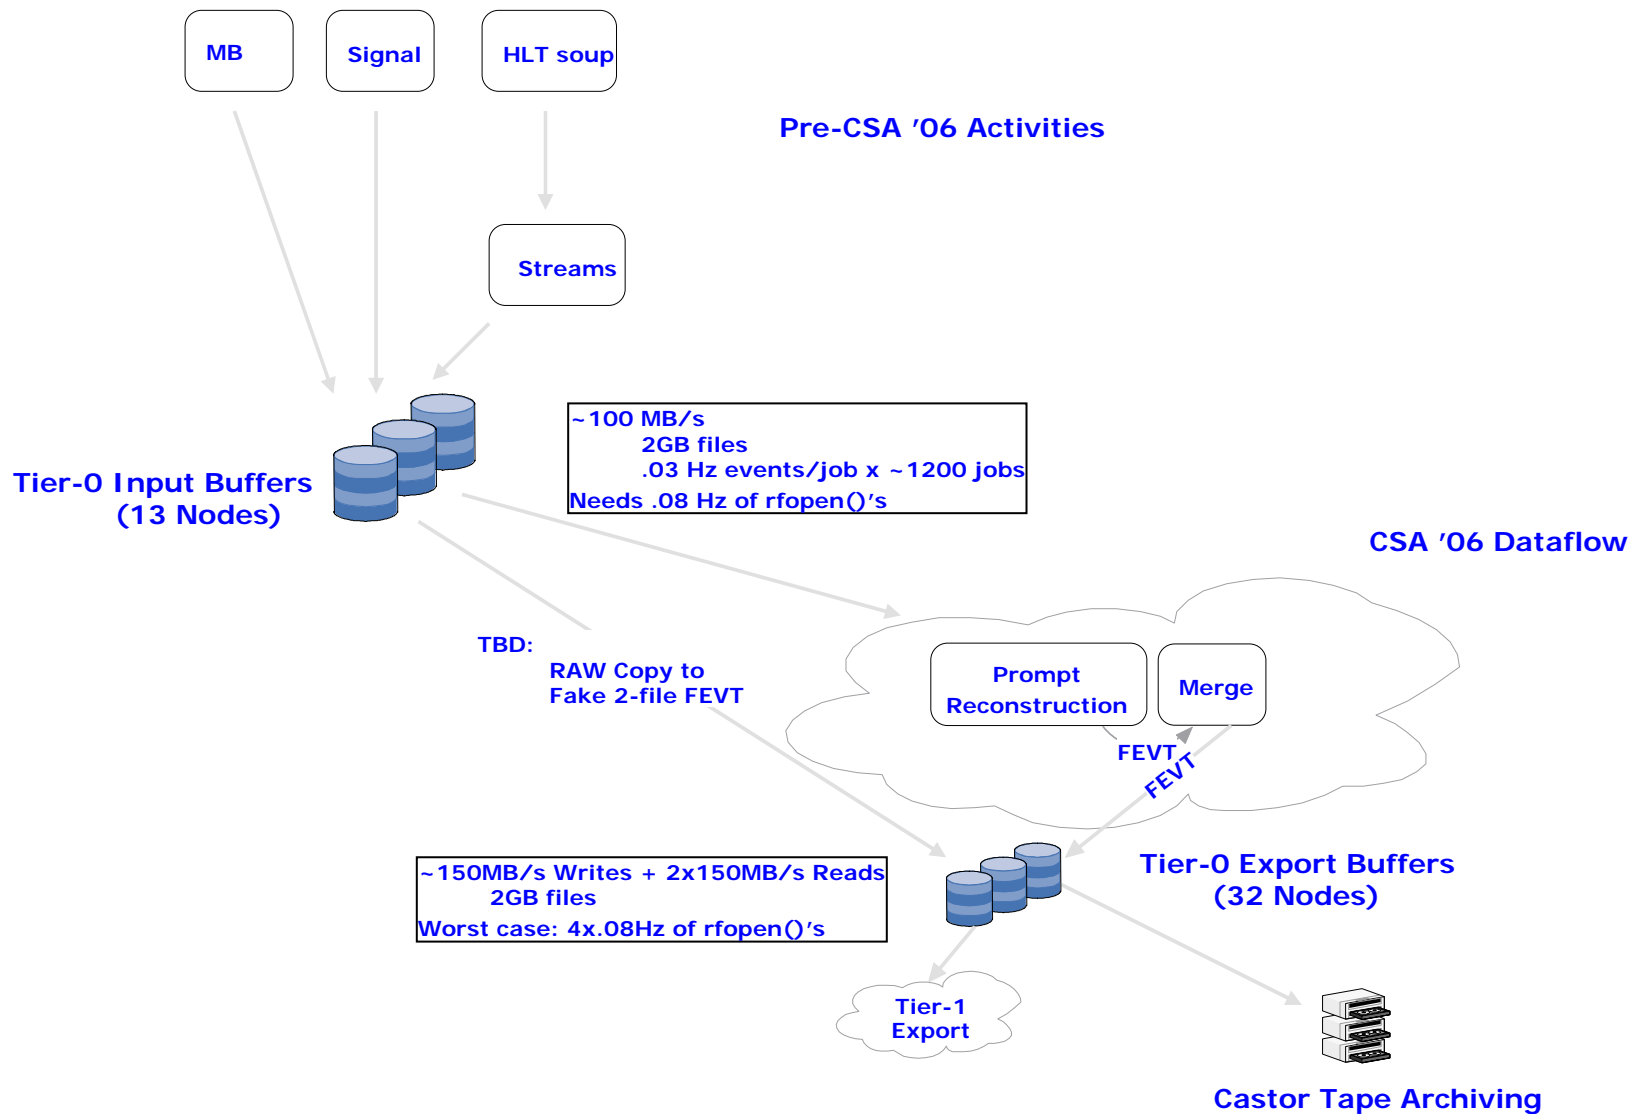 MB
Signal
HLT soup
Pre-CSA '06 Activities
Streams
~100 MB/s
2GB files
.03 Hz events/job x ~1200 jobs
Needs .08 Hz of rfopen()'s
Tier-0 Input Buffers
(13 Nodes)
CSA '06 Dataflow
TBD:
RAW Copy to
Fake 2-file FEVT
Prompt
Reconstruction
Merge
FEVT
FEVT
~150MB/s Writes + 2x150MB/s Reads
2GB files
Worst case: 4x.08Hz of rfopen()'s
Tier-0 Export Buffers
(32 Nodes)
Tier-1
Export
Castor Tape Archiving